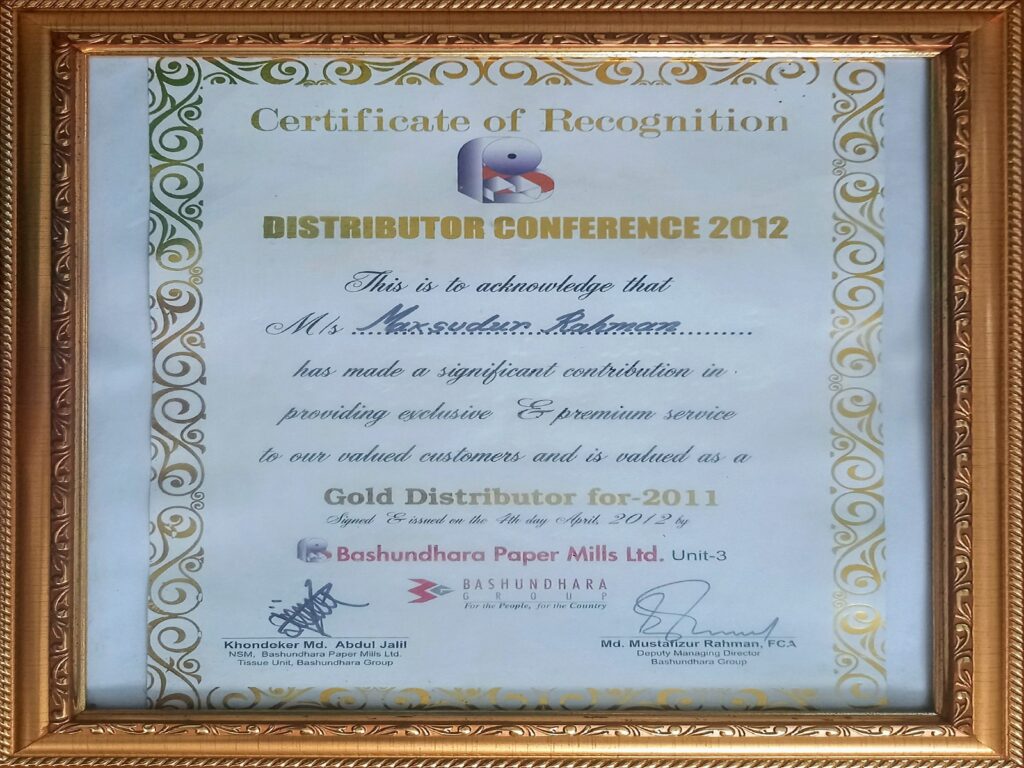 Certificate of Recognition
DISTRIBUTOR CONFERENCE 2012
This is to acknowledge that
M/s Maxsudur Rahman
has made a significant contribution in
providing exclusive & premium service
to our valued customers and is valued as a
Gold Distributor for-2011
Signed & issued on the 4th day April, 2012 by
Bashundhara Paper Mills Ltd. Unit-3
BASHUNDHARA
GROUP
For the People, for the Country
Khondeker Md. Abdul Jalil
NSM, Bashundhara Paper Mills Ltd.
Tissue Unit, Bashundhara Group
Md. Mustafizur Rahman, FCA
Deputy Managing Director
Bashundhara Group